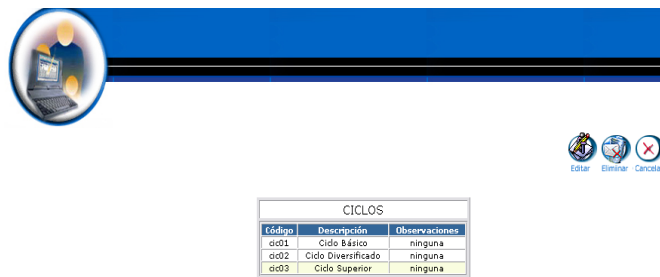 Editar Eliminar Cancela
CICLOS
Código Descripción Observaciones
cic01 Ciclo Básico ninguna
cic02 Ciclo Diversificado ninguna
cic03 Ciclo Superior ninguna